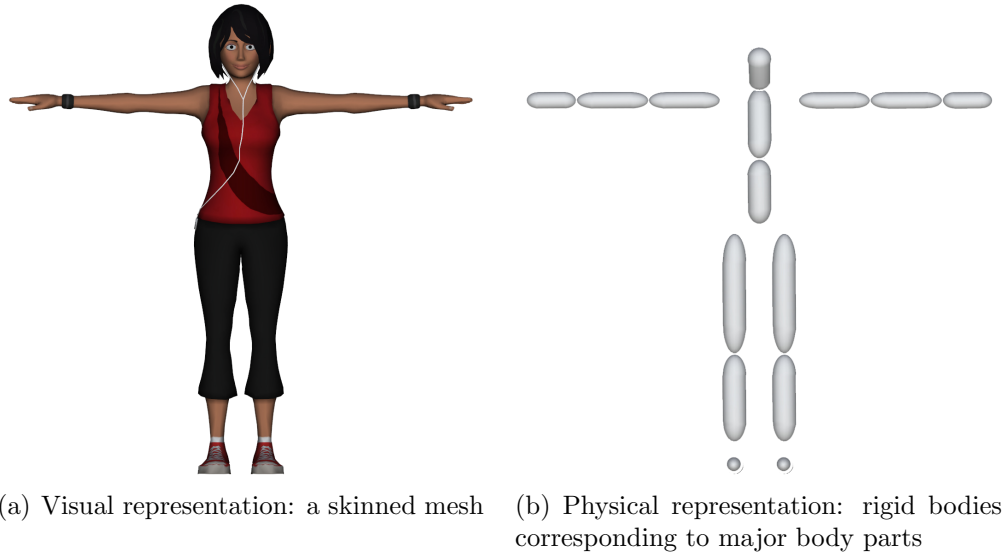 (a) Visual representation: a skinned mesh
(b) Physical representation: rigid bodies
corresponding to major body parts